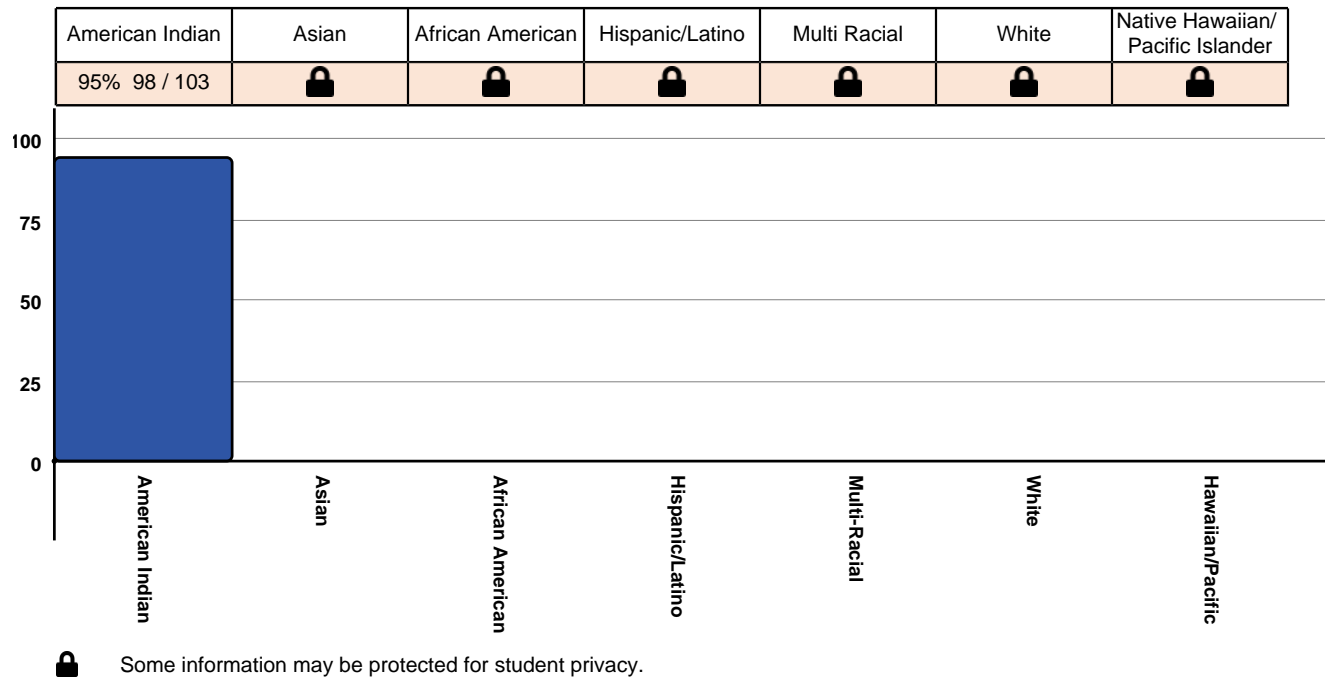 American Indian Asian African American Hispanic/Latino Multi Racial White Native Hawaiian/
Pacific Islander
95% 98 / 103
100
75
50
25
0
American Indian
Asian
African American
Hispanic/Latino
Multi-Racial
White
Hawaiian/Pacific
Some information may be protected for student privacy.